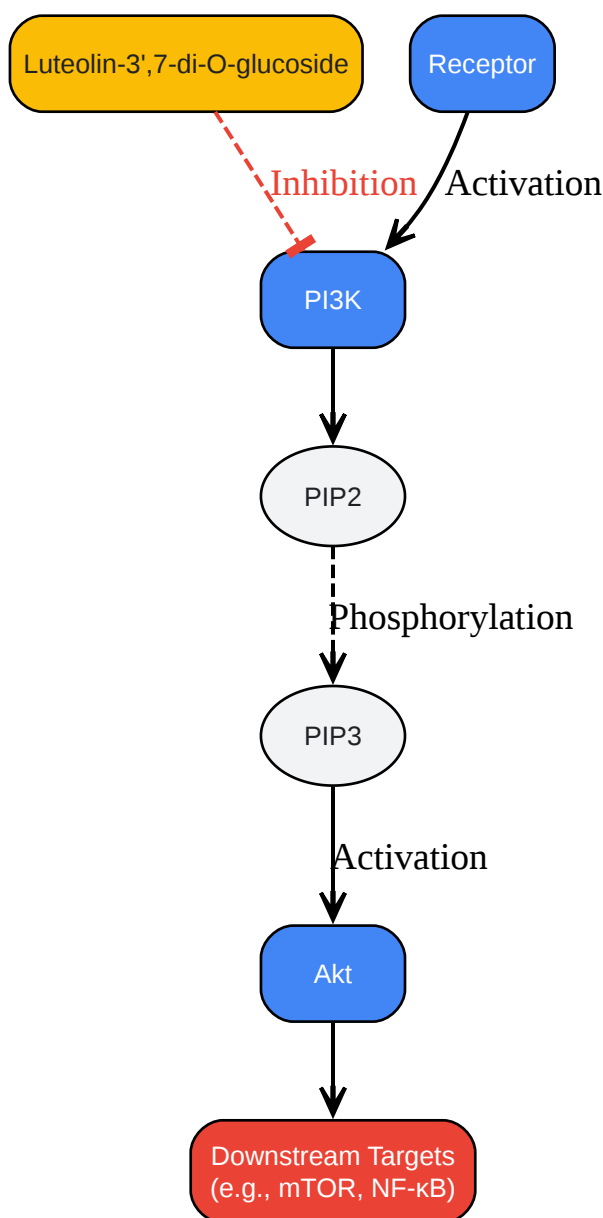 Luteolin-3',7-di-O-glucoside
Receptor
Inhibition
Activation
PI3K
PIP2
Phosphorylation
PIP3
Activation
Akt
Downstream Targets
(e.g., mTOR, NF-κB)